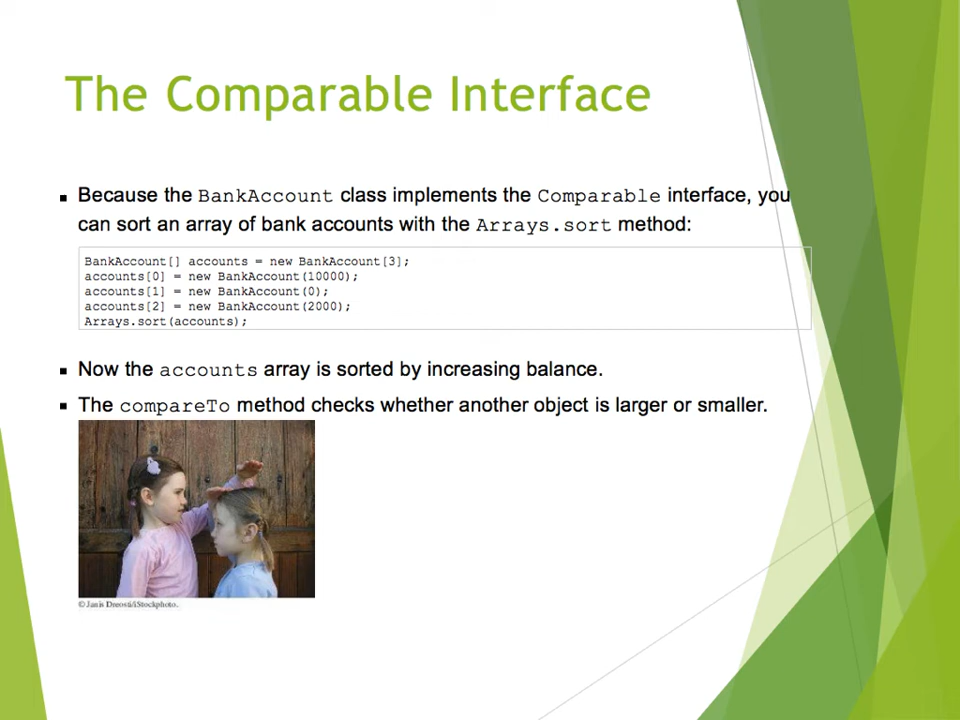 The Comparable Interface
Because the BankAccount class implements the Comparable interface, you
can sort an array of bank accounts with the Arrays.sort method:
BankAccount[] accounts = new BankAccount[3];
accounts[0] = new BankAccount(10000);
accounts[1] = new BankAccount(0);
accounts[2] = new BankAccount(2000);
Arrays.sort(accounts);
Now the accounts array is sorted by increasing balance.
The compareTo method checks whether another object is larger or smaller.
© Janis Dreosti/iStockphoto.